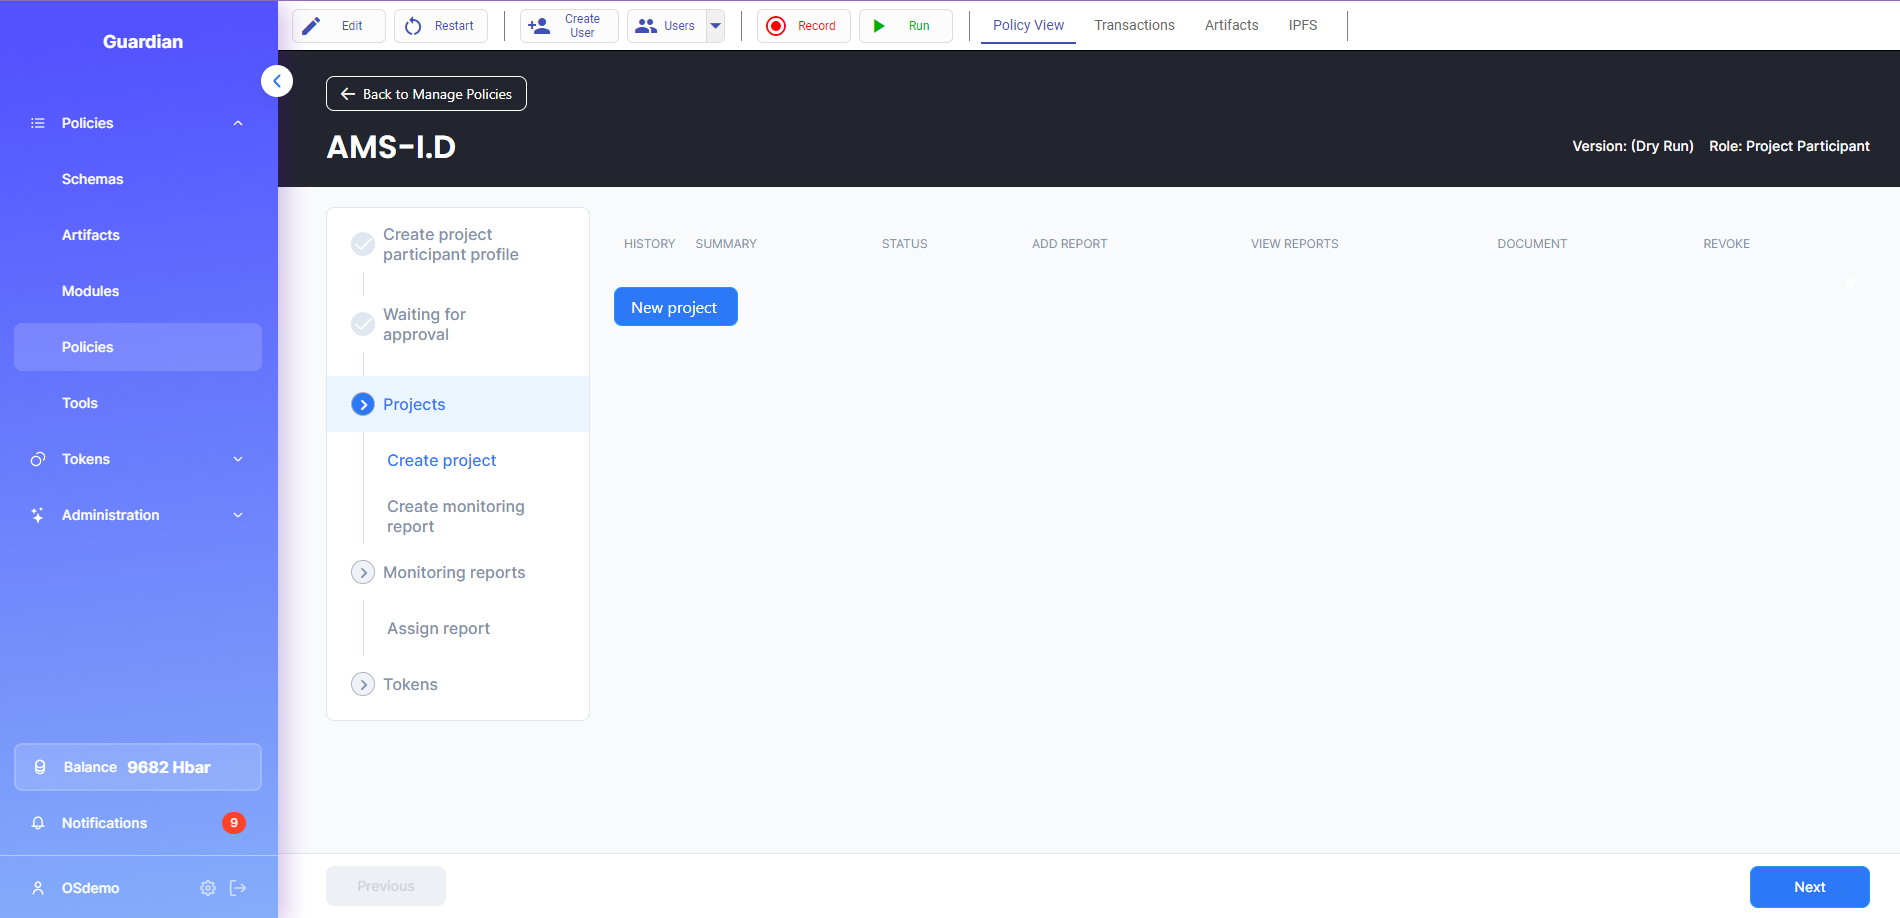 Guardian
Policies
Schemas
Artifacts
Modules
Policies
Tools
Tokens
Administration
Balance 9682 Hbar
Notifications 9
OSdemo
Edit
Restart
Create
User
Users
Record
Run
Policy View
Transactions
Artifacts
IPFS
Back to Manage Policies
AMS-I.D
Version: (Dry Run) Role: Project Participant
Create project
participant profile
Waiting for
approval
Projects
Create project
Create monitoring
report
Monitoring reports
Assign report
Tokens
HISTORY SUMMARY STATUS ADD REPORT VIEW REPORTS DOCUMENT REVOKE
New project
Previous
Next